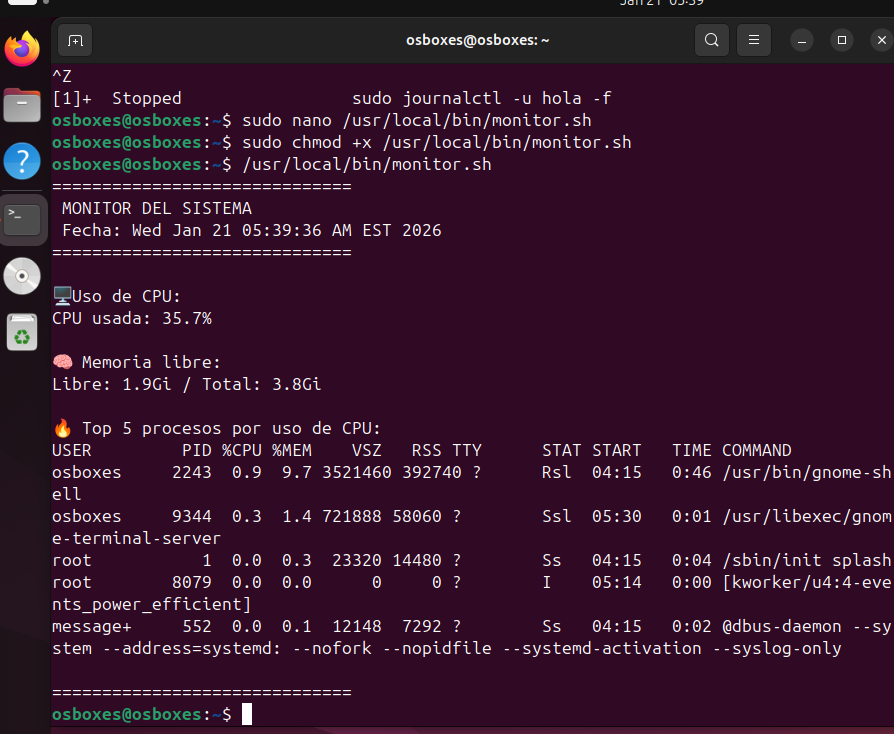 Jan 21 05:39
osboxes@osboxes: ~
^Z
[1]+  Stopped                 sudo journalctl -u hola -f
osboxes@osboxes:~$ sudo nano /usr/local/bin/monitor.sh
osboxes@osboxes:~$ sudo chmod +x /usr/local/bin/monitor.sh
osboxes@osboxes:~$ /usr/local/bin/monitor.sh
==============================
 MONITOR DEL SISTEMA
 Fecha: Wed Jan 21 05:39:36 AM EST 2026
==============================
🖥️Uso de CPU:
CPU usada: 35.7%
🧠 Memoria libre:
Libre: 1.9Gi / Total: 3.8Gi
🔥 Top 5 procesos por uso de CPU:
USER         PID %CPU %MEM    VSZ   RSS TTY      STAT START   TIME COMMAND
osboxes     2243  0.9  9.7 3521460 392740 ?      Rsl  04:15   0:46 /usr/bin/gnome-sh
ell
osboxes     9344  0.3  1.4 721888 58060 ?        Ssl  05:30   0:01 /usr/libexec/gnom
e-terminal-server
root           1  0.0  0.3  23320 14480 ?        Ss   04:15   0:04 /sbin/init splash
root        8079  0.0  0.0      0     0 ?        I    05:14   0:00 [kworker/u4:4-eve
nts_power_efficient]
message+     552  0.0  0.1  12148  7292 ?        Ss   04:15   0:02 @dbus-daemon --sy
stem --address=systemd: --nofork --nopidfile --systemd-activation --syslog-only
==============================
osboxes@osboxes:~$